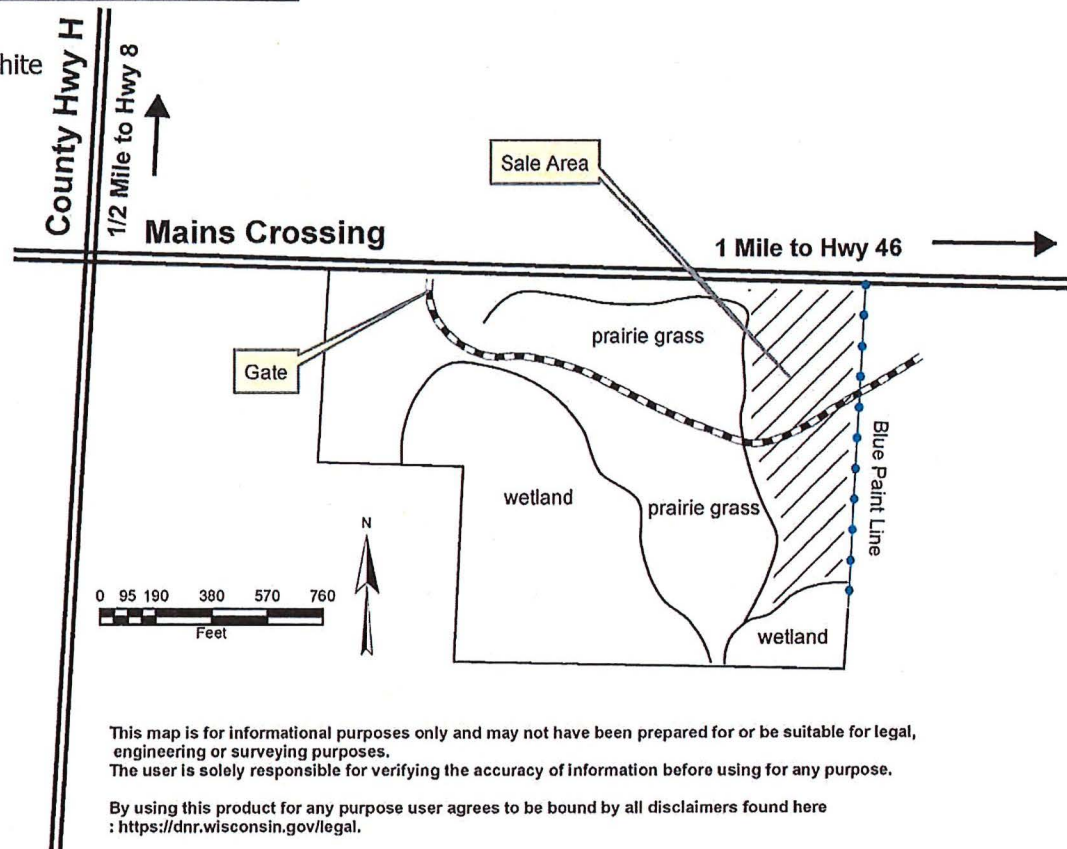 hite
County Hwy H
1/2 Mile to Hwy 8
Sale Area
Mains Crossing
1 Mile to Hwy 46
prairie grass
Gate
Blue Paint Line
wetland
prairie grass
N
0 95 190 380 570 760
Feet
wetland
This map is for informational purposes only and may not have been prepared for or be suitable for legal,
engineering or surveying purposes.
The user is solely responsible for verifying the accuracy of information before using for any purpose.
By using this product for any purpose user agrees to be bound by all disclaimers found here
: https://dnr.wisconsin.gov/legal.